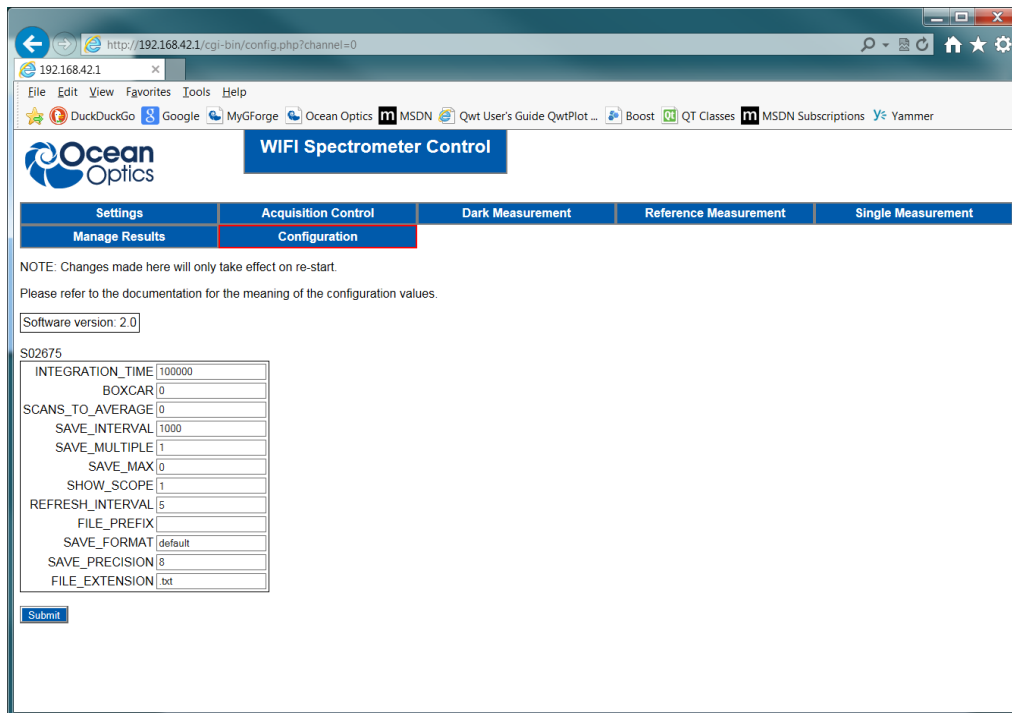 http://192.168.42.1/cgi-bin/config.php?channel=0
192.168.42.1
File Edit View Favorites Tools Help
DuckDuckGo Google MyGForge Ocean Optics MSDN Qwt User's Guide QwtPlot ... Boost QT Classes MSDN Subscriptions Yammer
Ocean Optics
WIFI Spectrometer Control
Settings Acquisition Control Dark Measurement Reference Measurement Single Measurement
Manage Results Configuration
NOTE: Changes made here will only take effect on re-start.
Please refer to the documentation for the meaning of the configuration values.
Software version: 2.0
S02675
INTEGRATION_TIME 100000
BOXCAR 0
SCANS_TO_AVERAGE 0
SAVE_INTERVAL 1000
SAVE_MULTIPLE 1
SAVE_MAX 0
SHOW_SCOPE 1
REFRESH_INTERVAL 5
FILE_PREFIX
SAVE_FORMAT default
SAVE_PRECISION 8
FILE_EXTENSION .txt
Submit